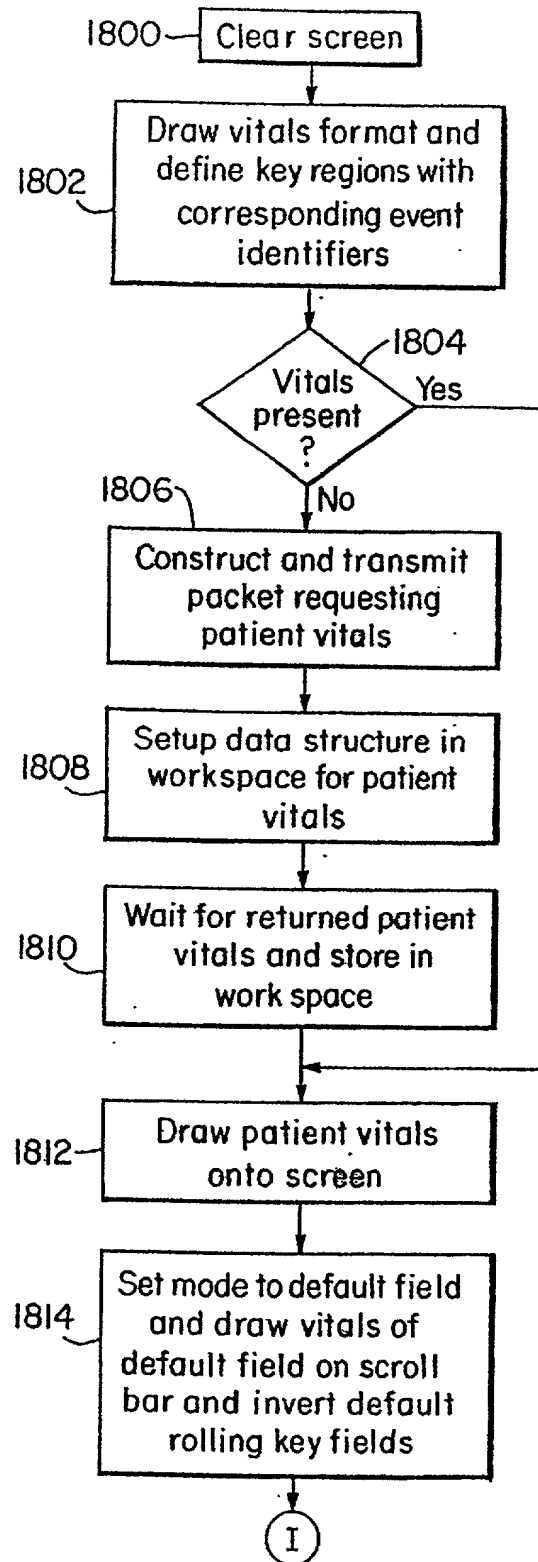 1800
Clear screen
Draw vitals format and
define key regions with
corresponding event
identifiers
1802
1804
Vitals
present
?
Yes
No
1806
Construct and transmit
packet requesting
patient vitals
Setup data structure in
workspace for patient
vitals
1808
Wait for returned patient
vitals and store in
work space
1810
Draw patient vitals
onto screen
1812
Set mode to default field
and draw vitals of
default field on scroll
bar and invert default
rolling key fields
1814
I